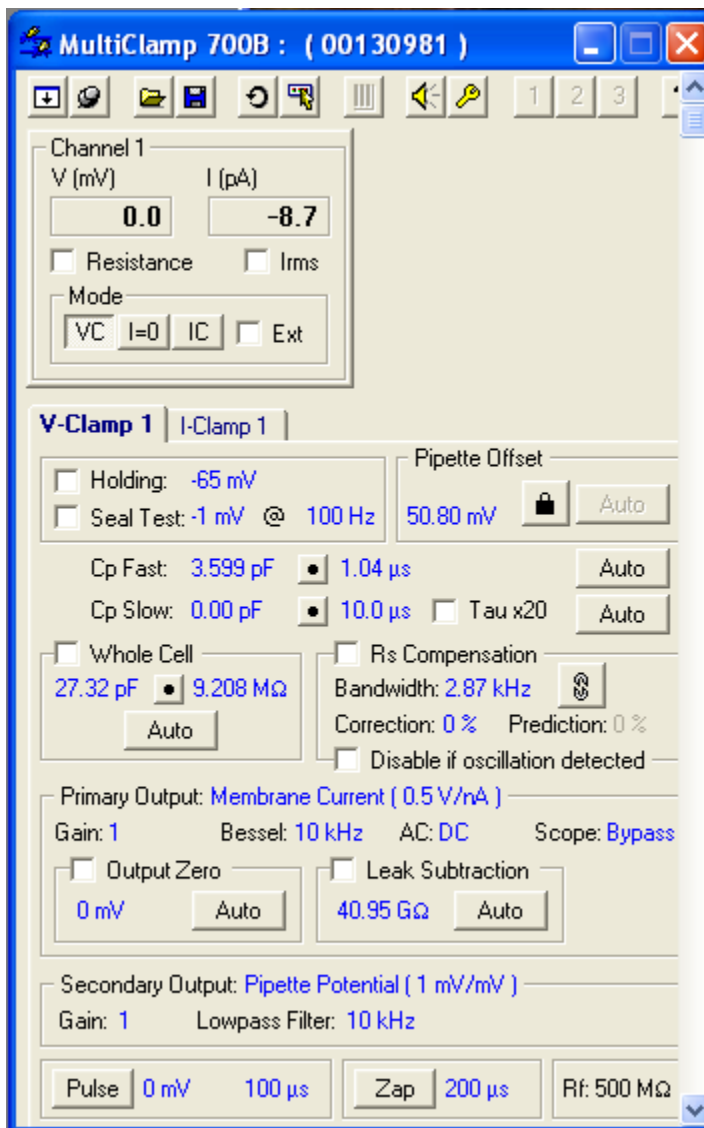 MultiClamp 700B : ( 00130981 )
1 2 3
Channel 1
V (mV) I (pA)
0.0 -8.7
Resistance Irms
Mode
VC I=0 IC Ext
V-Clamp 1 I-Clamp 1
Pipette Offset
Holding: -65 mV
Seal Test: -1 mV @ 100 Hz 50.80 mV Auto
Cp Fast: 3.599 pF 1.04 µs Auto
Cp Slow: 0.00 pF 10.0 µs Tau x20 Auto
Whole Cell Rs Compensation
27.32 pF 9.208 MΩ Bandwidth: 2.87 kHz
Auto Correction: 0 % Prediction: 0 %
Disable if oscillation detected
Primary Output: Membrane Current ( 0.5 V/nA )
Gain: 1 Bessel: 10 kHz AC: DC Scope: Bypass
Output Zero Leak Subtraction
0 mV Auto 40.95 GΩ Auto
Secondary Output: Pipette Potential ( 1 mV/mV )
Gain: 1 Lowpass Filter: 10 kHz
Pulse 0 mV 100 µs Zap 200 µs Rf: 500 MΩ